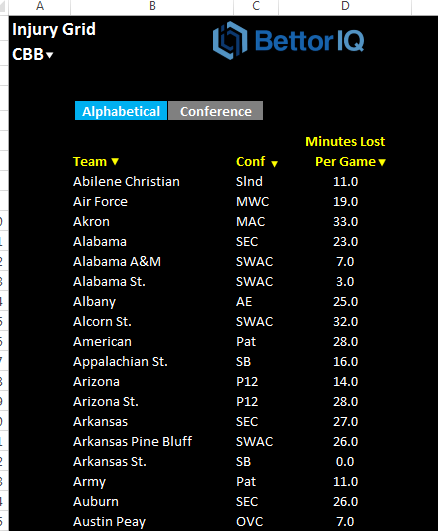 A B C D
Injury Grid
BettorIQ
CBB▾
Alphabetical Conference
Minutes Lost
Team ▼ Conf ▼ Per Game ▼
Abilene Christian Slnd 11.0
Air Force MWC 19.0
Akron MAC 33.0
Alabama SEC 23.0
Alabama A&M SWAC 7.0
Alabama St. SWAC 3.0
Albany AE 25.0
Alcorn St. SWAC 32.0
American Pat 28.0
Appalachian St. SB 16.0
Arizona P12 14.0
Arizona St. P12 28.0
Arkansas SEC 27.0
Arkansas Pine Bluff SWAC 26.0
Arkansas St. SB 0.0
Army Pat 11.0
Auburn SEC 26.0
Austin Peay OVC 7.0